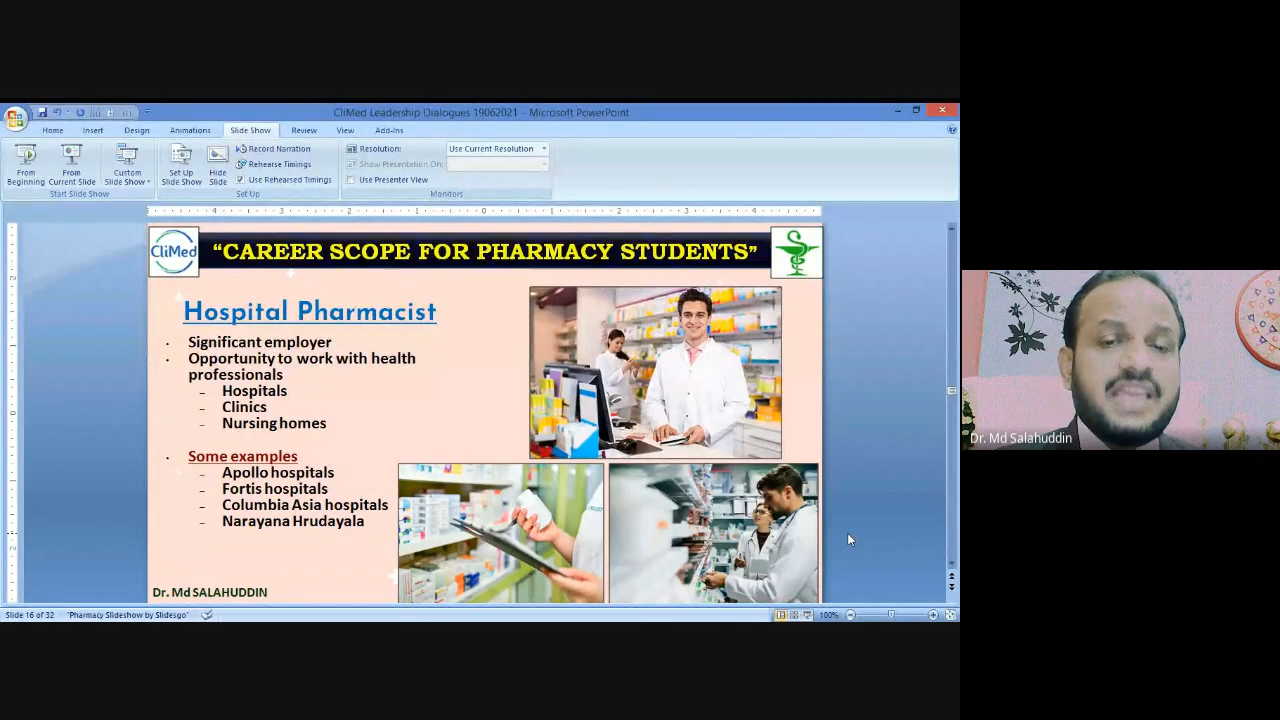 CliMed Leadership Dialogues 19062021 - Microsoft PowerPoint
Home Insert Design Animations Slide Show Review View Add-Ins
From Beginning
From Current Slide
Custom Slide Show
Set Up Slide Show
Hide Slide
Record Narration
Rehearse Timings
Use Rehearsed Timings
Resolution: Use Current Resolution
Show Presentation On:
Use Presenter View
Start Slide Show Set Up Monitors
CliMed
“CAREER SCOPE FOR PHARMACY STUDENTS”
Hospital Pharmacist
Significant employer
Opportunity to work with health
professionals
– Hospitals
– Clinics
– Nursing homes
Some examples
– Apollo hospitals
– Fortis hospitals
– Columbia Asia hospitals
– Narayana Hrudayala
Dr. Md SALAHUDDIN
Dr. Md Salahuddin
Slide 16 of 32 "Pharmacy Slideshow by Slidesgo" 100%